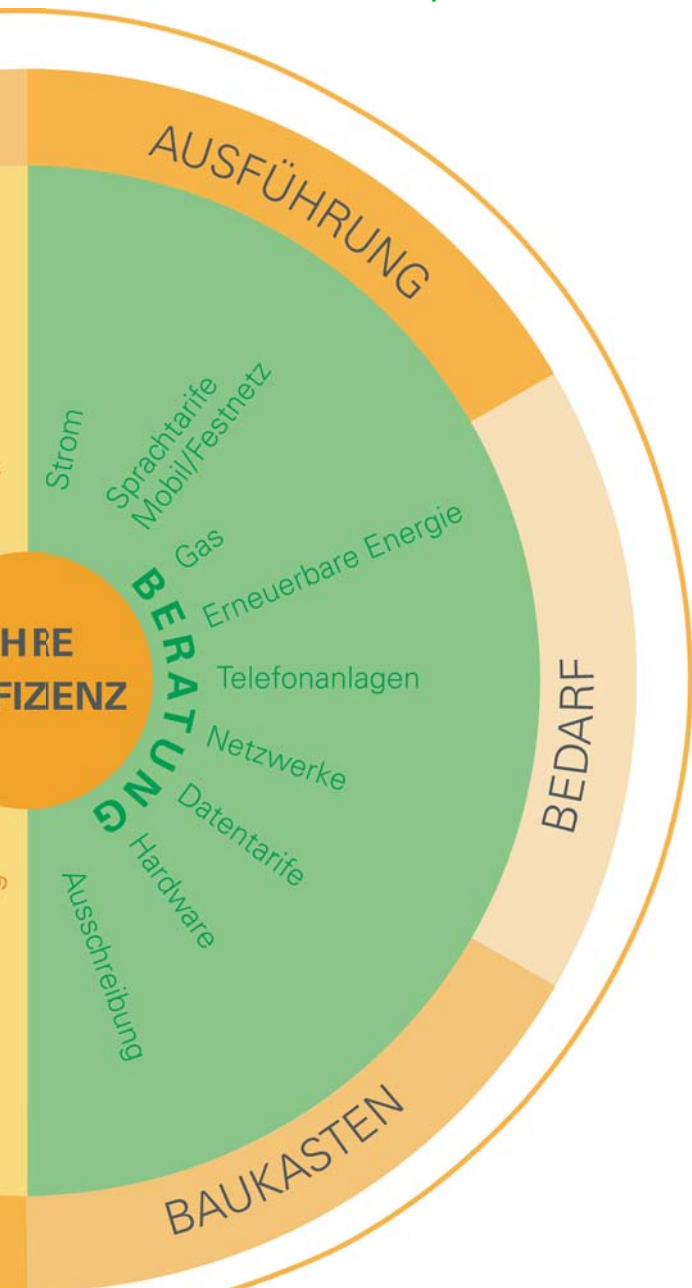 AUSFÜHRUNG
Strom
Sprachtarife
Mobil/Festnetz
Gas
Erneuerbare Energie
BERATUNG
HRE
FIZIENZ
Telefonanlagen
BEDARF
Netzwerke
Datentarife
Hardware
Ausschreibung
BAUKASTEN